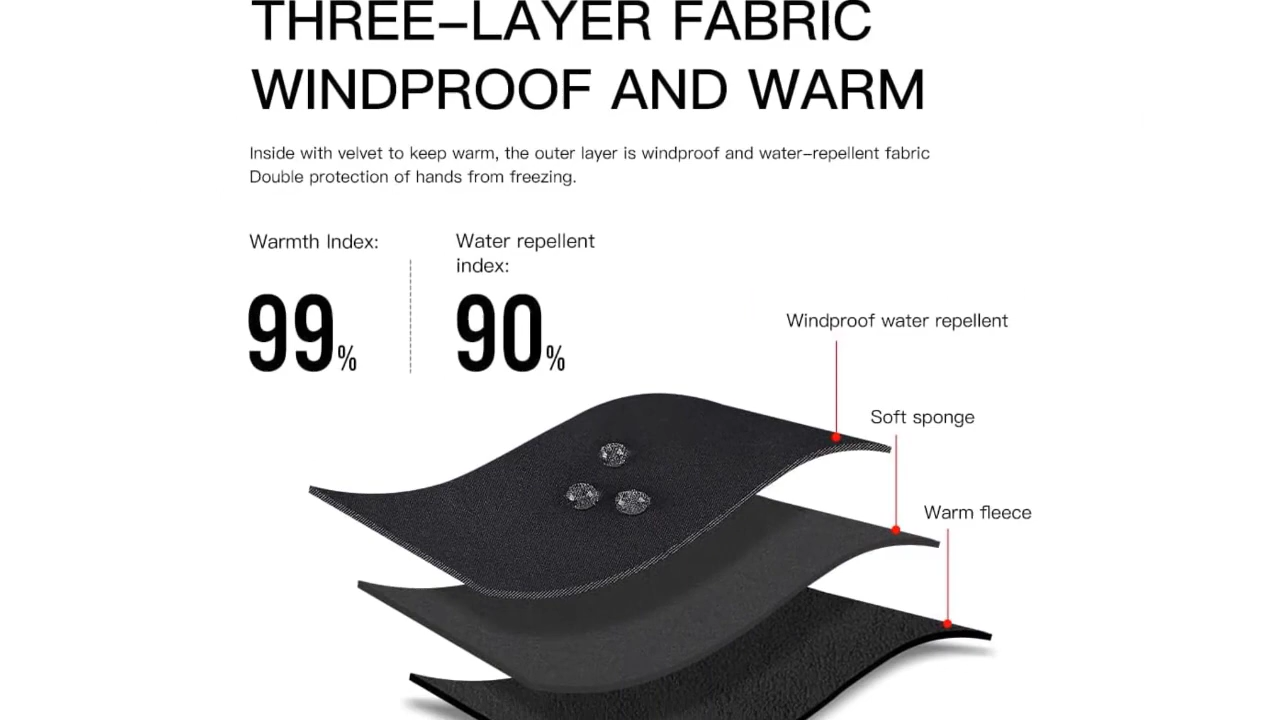 THREE–LAYER FABRIC
WINDPROOF AND WARM
Inside with velvet to keep warm, the outer layer is windproof and water–repellent fabric
Double protection of hands from freezing.
Warmth Index:
99%
Water repellent
index:
90%
Windproof water repellent
Soft sponge
Warm fleece